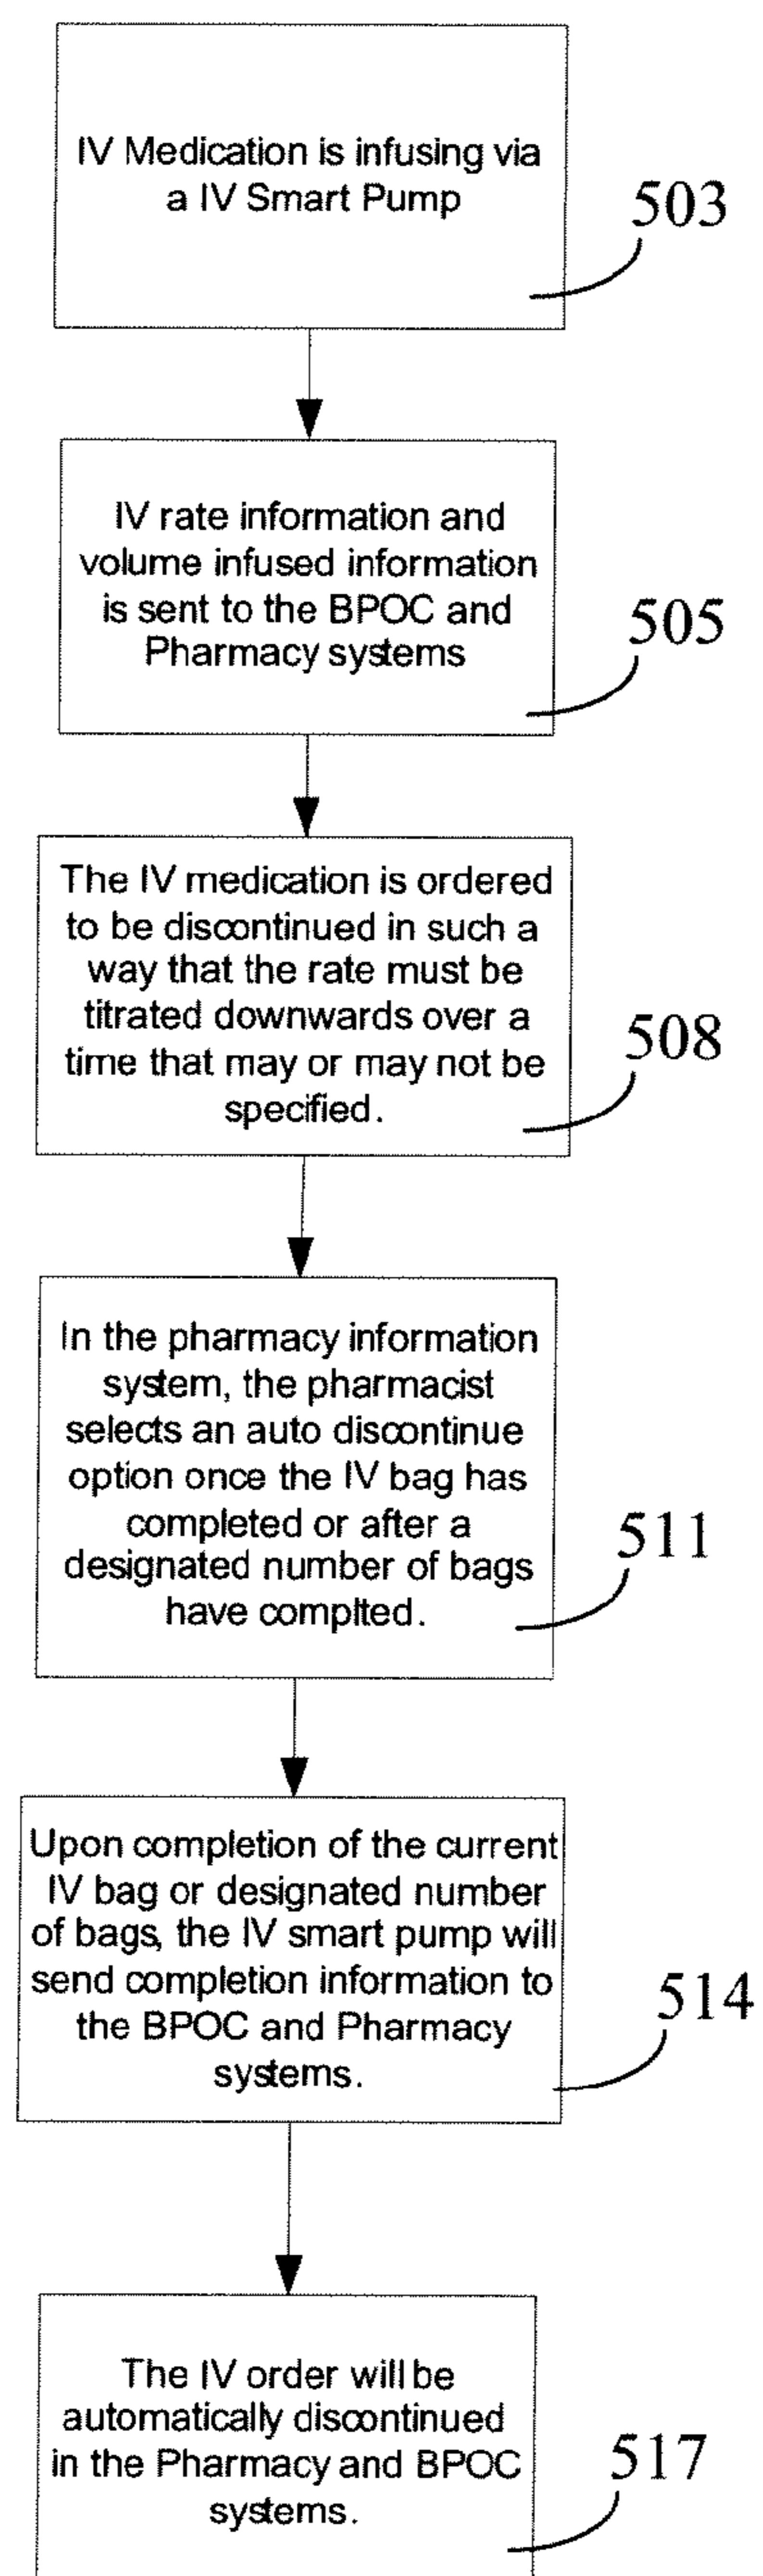 IV Medication is infusing via
a IV Smart Pump
503
IV rate information and
volume infused information
is sent to the BPOC and
Pharmacy systems
505
The IV medication is ordered
to be discontinued in such a
way that the rate must be
titrated downwards over a
time that may or may not be
specified.
508
In the pharmacy information
system, the pharmacist
selects an auto discontinue
option once the IV bag has
completed or after a
designated number of bags
have complted.
511
Upon completion of the current
IV bag or designated number
of bags, the IV smart pump will
send completion information to
the BPOC and Pharmacy
systems.
514
The IV order will be
automatically discontinued
in the Pharmacy and BPOC
systems.
517